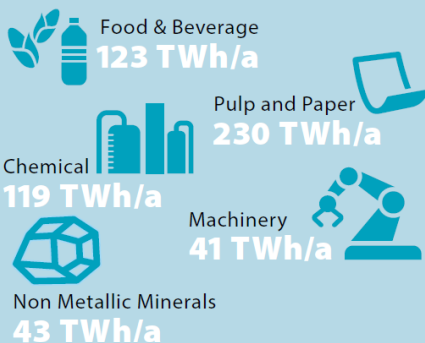 Food & Beverage
123 TWh/a
Pulp and Paper
230 TWh/a
Chemical
119 TWh/a
Machinery
41 TWh/a
Non Metallic Minerals
43 TWh/a